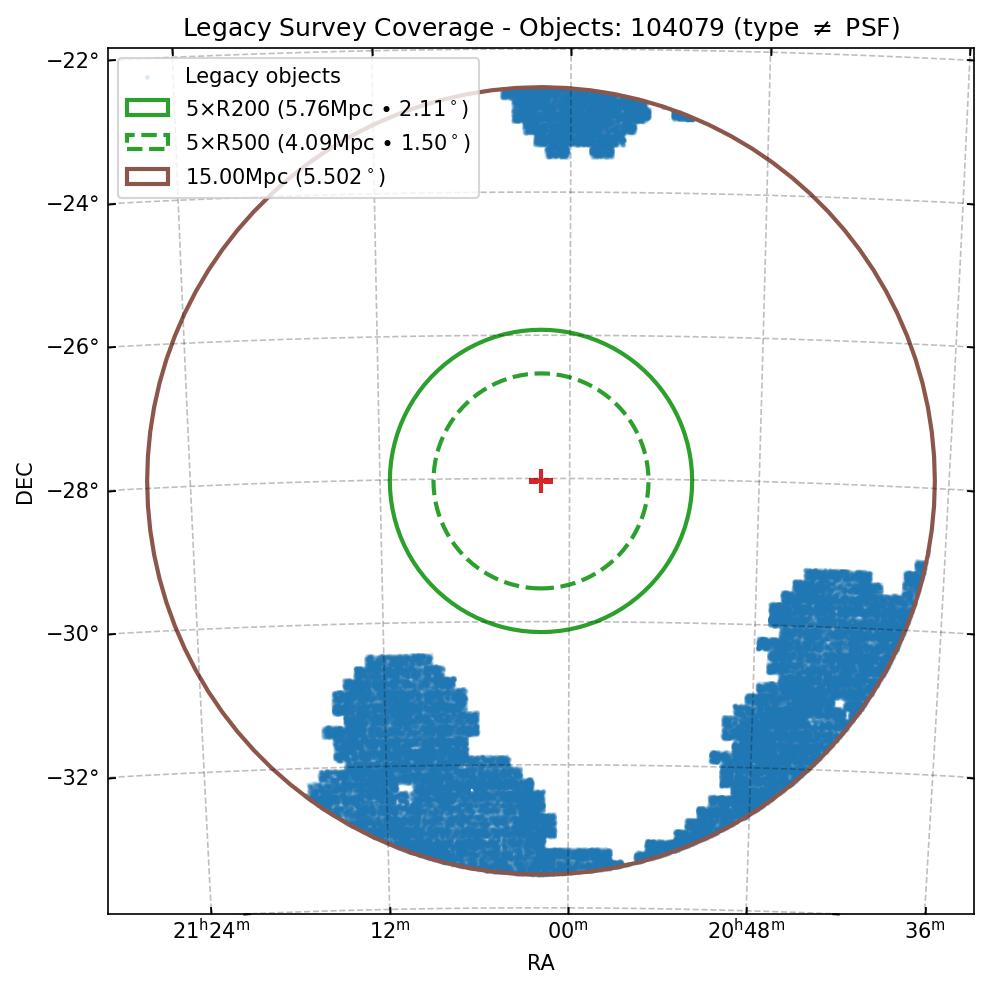 Legacy Survey Coverage - Objects: 104079 (type ≠ PSF)
Legacy objects
5×R200 (5.76Mpc • 2.11°)
5×R500 (4.09Mpc • 1.50°)
15.00Mpc (5.502°)
−22°
−24°
−26°
−28°
−30°
−32°
DEC
21ʰ24ᵐ
12ᵐ
00ᵐ
20ʰ48ᵐ
36ᵐ
RA